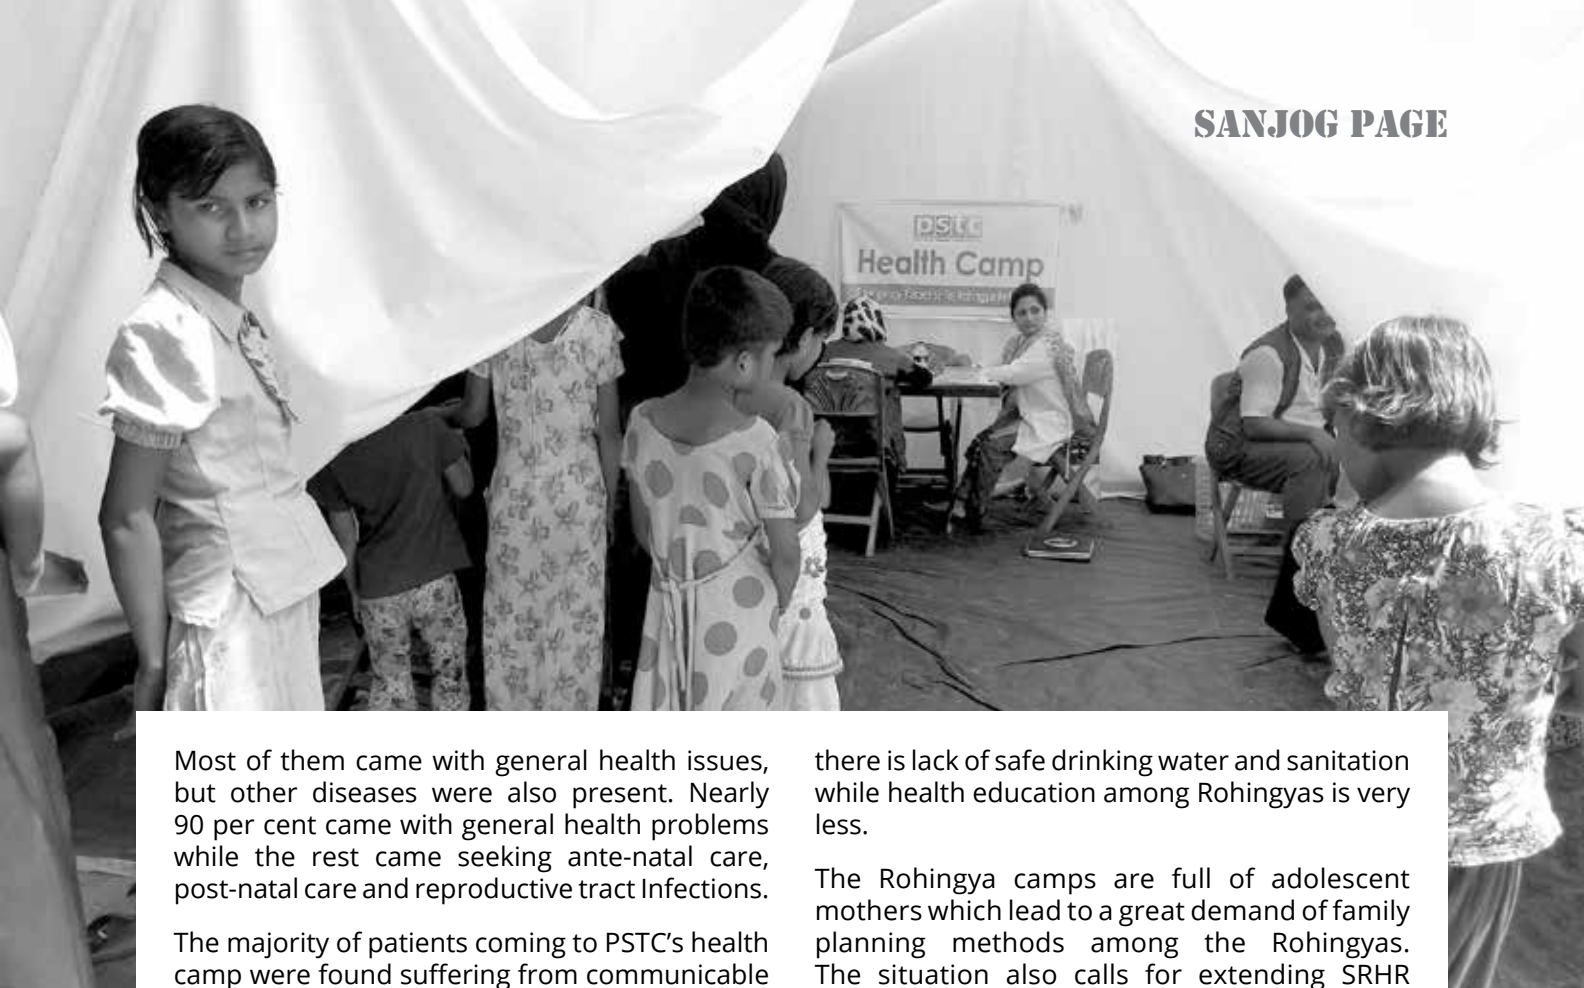 SANJOG PAGE
pstc
Health Camp
Most of them came with general health issues,
but other diseases were also present. Nearly
90 per cent came with general health problems
while the rest came seeking ante-natal care,
post-natal care and reproductive tract Infections.
The majority of patients coming to PSTC’s health
camp were found suffering from communicable
there is lack of safe drinking water and sanitation
while health education among Rohingyas is very
less.
The Rohingya camps are full of adolescent
mothers which lead to a great demand of family
planning methods among the Rohingyas.
The situation also calls for extending SRHR